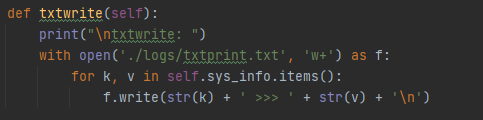 def txtwrite(self):
    print("\ntxtwrite: ")
    with open('./logs/txtprint.txt', 'w+') as f:
        for k, v in self.sys_info.items():
            f.write(str(k) + ' >>> ' + str(v) + '\n')